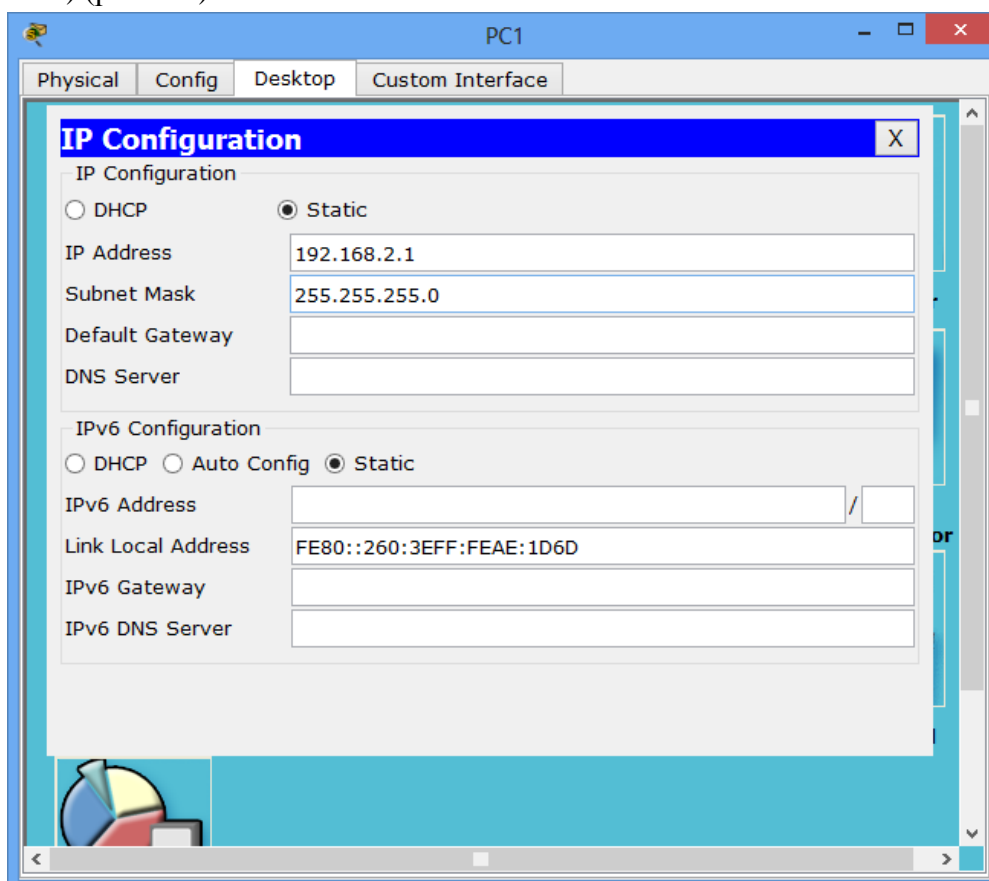 PC1
Physical Config Desktop Custom Interface
IP Configuration X
IP Configuration
DHCP Static
IP Address 192.168.2.1
Subnet Mask 255.255.255.0
Default Gateway
DNS Server
IPv6 Configuration
DHCP Auto Config Static
IPv6 Address /
Link Local Address FE80::260:3EFF:FEAE:1D6D
or
IPv6 Gateway
IPv6 DNS Server